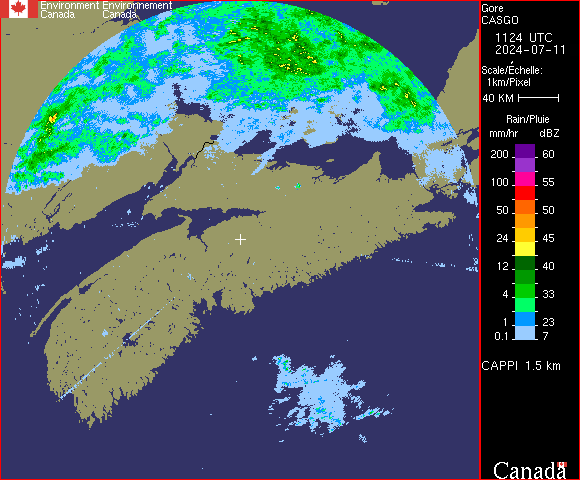 Environment Environnement
Canada Canada
Gore
CASGO
1124 UTC
2024-07-11
Scale/Échelle:
1km/Pixel
40 KM
Rain/Pluie
mm/hr dBZ
200 60
100 55
50 50
24 45
12 40
4 33
1 23
0.1 7
CAPPI 1.5 km
Canada